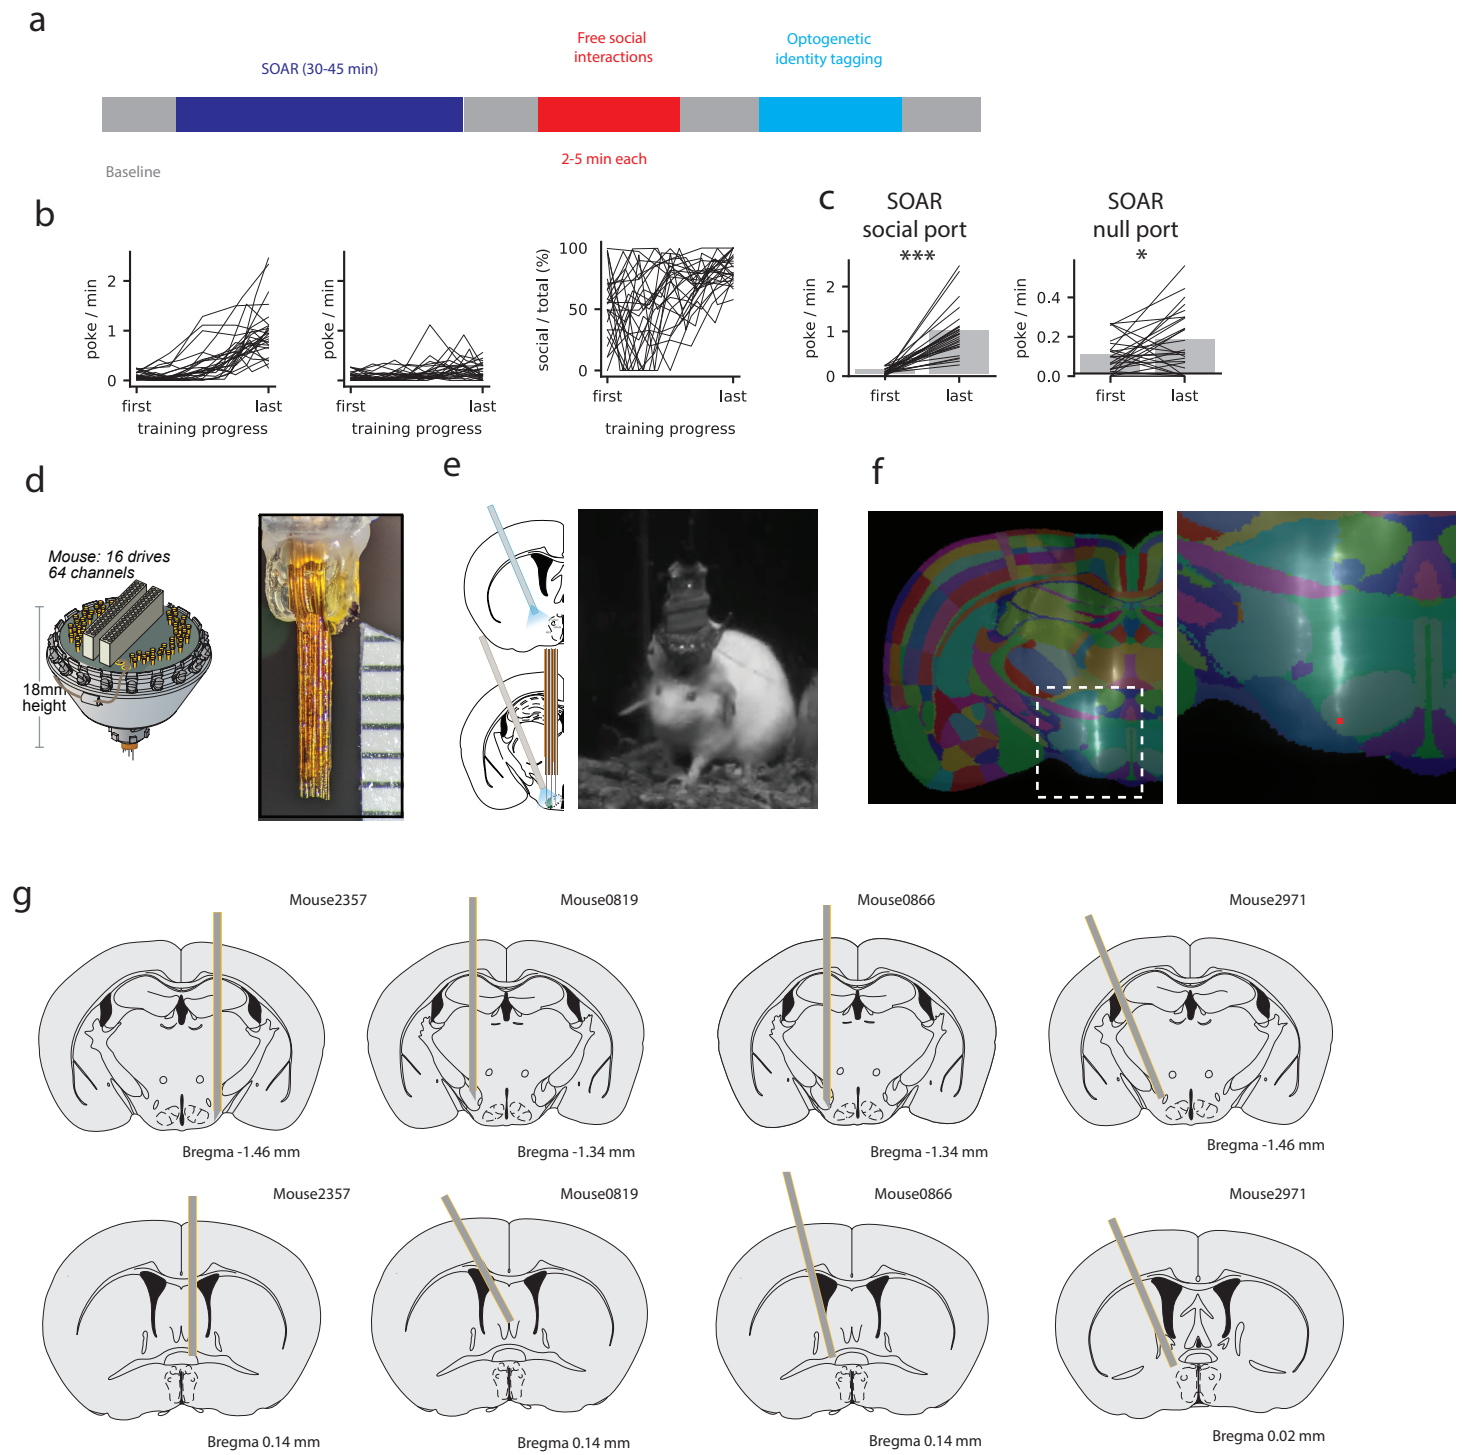 a
SOAR (30-45 min)
Free social
interactions
Optogenetic
identity tagging
Baseline
2-5 min each
b
poke / min
2
1
0
first
last
training progress
poke / min
2
1
0
first
last
training progress
social / total (%)
100
50
0
first
last
training progress
c
SOAR
social port
***
poke / min
2
1
0
first
last
SOAR
null port
*
poke / min
0.4
0.2
0.0
first
last
d
Mouse: 16 drives
64 channels
18mm
height
e
f
g
Mouse2357
Mouse0819
Mouse0866
Mouse2971
Bregma -1.46 mm
Bregma -1.34 mm
Bregma -1.34 mm
Bregma -1.46 mm
Mouse2357
Mouse0819
Mouse0866
Mouse2971
Bregma 0.14 mm
Bregma 0.14 mm
Bregma 0.14 mm
Bregma 0.02 mm